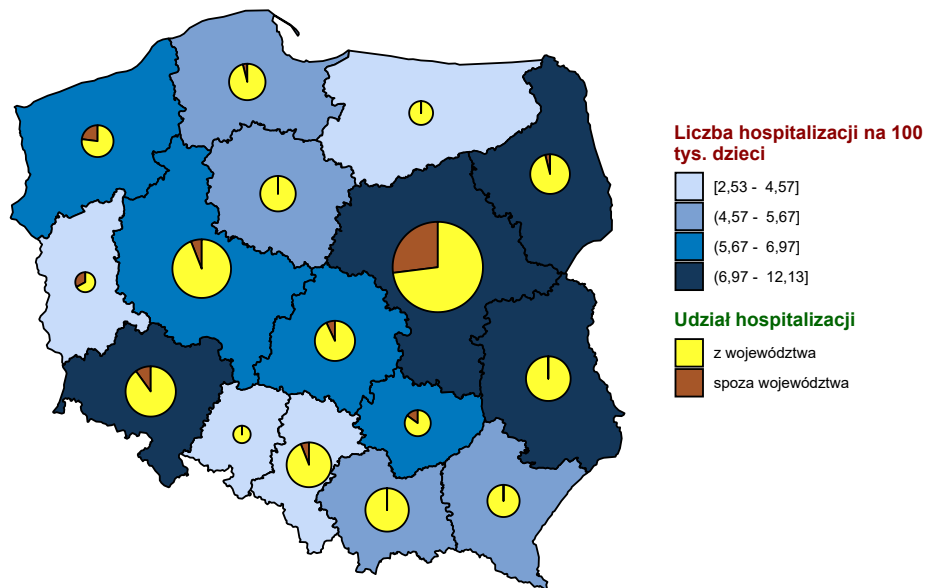 Liczba hospitalizacji na 100
tys. dzieci
[2,53 - 4,57]
(4,57 - 5,67]
(5,67 - 6,97]
(6,97 - 12,13]
Udział hospitalizacji
z województwa
spoza województwa